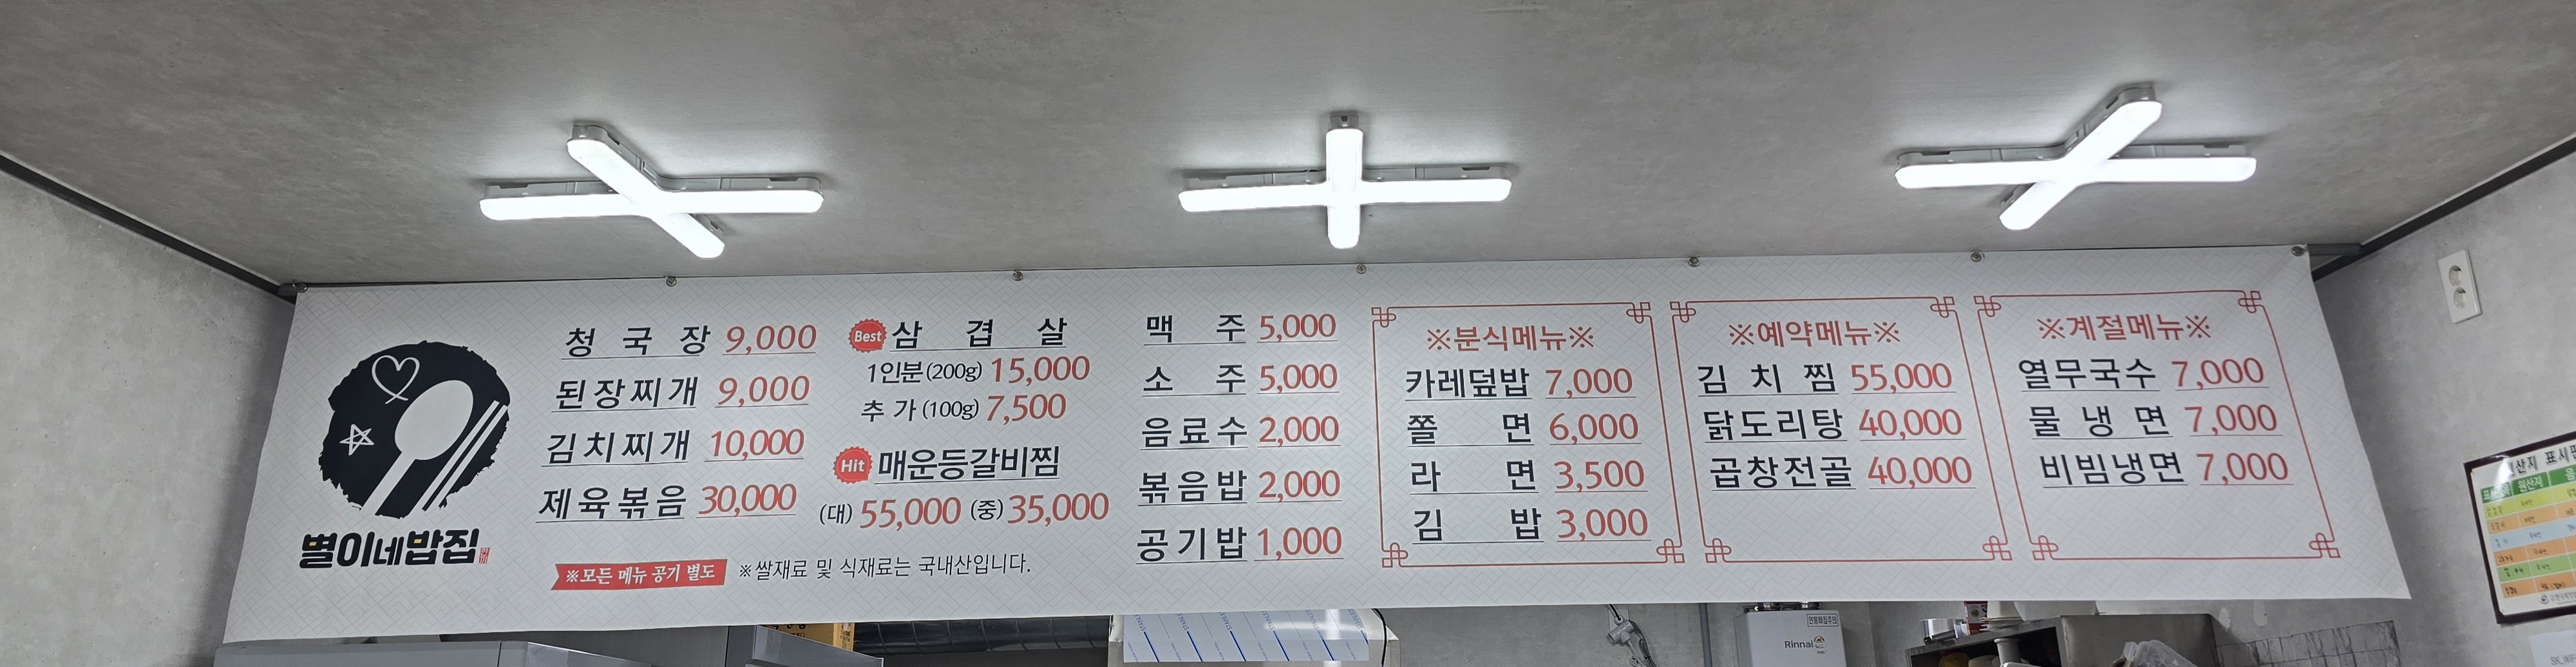 별이네밥집
청국장 9,000
된장찌개 9,000
김치찌개 10,000
제육볶음 30,000
※모든 메뉴 공기 별도
※쌀재료 및 식재료는 국내산입니다.
Best 삼겹살
1인분(200g) 15,000
추가(100g) 7,500
Hit 매운등갈비찜
(대) 55,000 (중) 35,000
맥주 5,000
소주 5,000
음료수 2,000
볶음밥 2,000
공기밥 1,000
※분식메뉴※
카레덮밥 7,000
쫄면 6,000
라면 3,500
김밥 3,000
※예약메뉴※
김치찜 55,000
닭도리탕 40,000
곱창전골 40,000
※계절메뉴※
열무국수 7,000
물냉면 7,000
비빔냉면 7,000
Rinnai